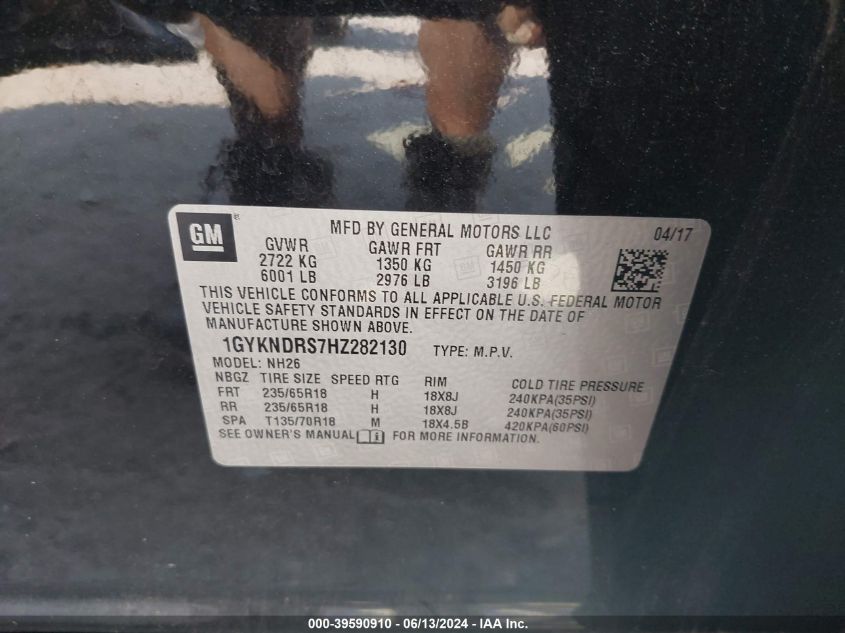 GM
MFD BY GENERAL MOTORS LLC 04/17
GVWR GAWR FRT GAWR RR
2722 KG 1350 KG 1450 KG
6001 LB 2976 LB 3196 LB
THIS VEHICLE CONFORMS TO ALL APPLICABLE U.S. FEDERAL MOTOR
VEHICLE SAFETY STANDARDS IN EFFECT ON THE DATE OF
MANUFACTURE SHOWN ABOVE.
1GYKNDRS7HZ282130 TYPE: M.P.V.
MODEL: NH26
NBGZ TIRE SIZE SPEED RTG RIM COLD TIRE PRESSURE
FRT 235/65R18 H 18X8J 240KPA(35PSI)
RR 235/65R18 H 18X8J 240KPA(35PSI)
SPA T135/70R18 M 18X4.5B 420KPA(60PSI)
SEE OWNER'S MANUAL FOR MORE INFORMATION.
000-39590910 - 06/13/2024 - IAA Inc.